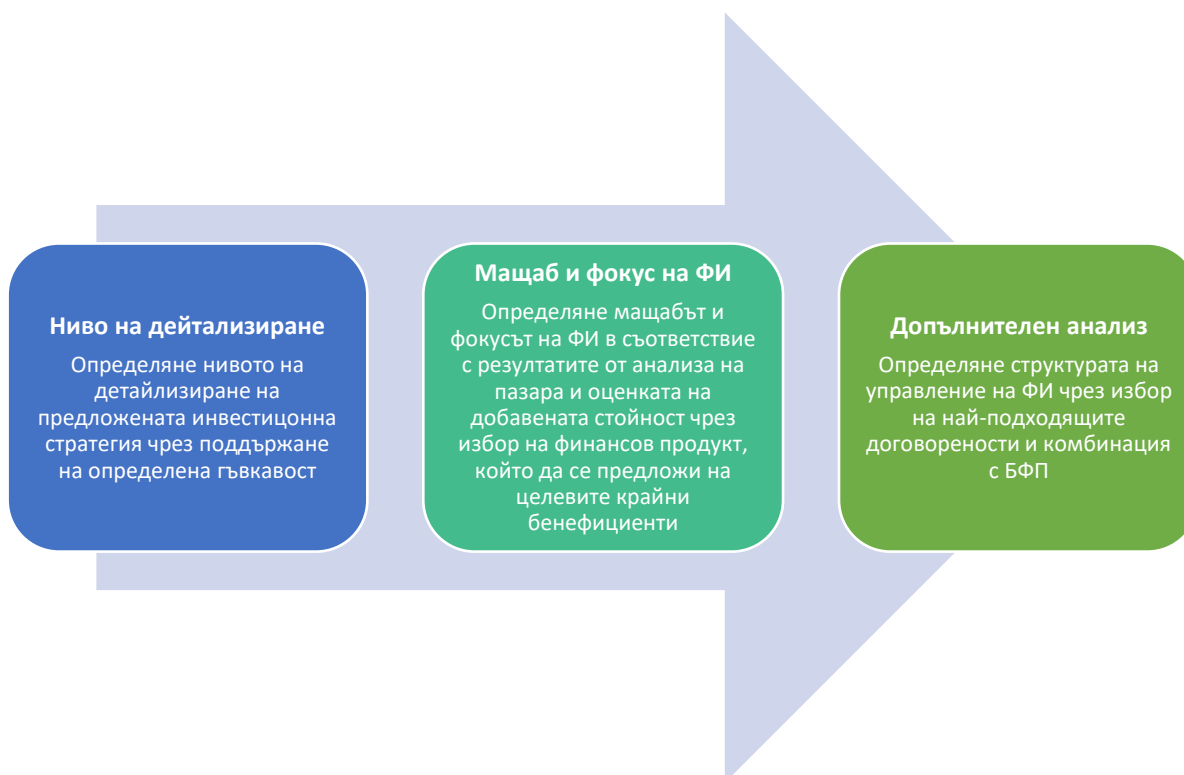 Ниво на дейтализиране
Определяне нивото на
детайлизиране на
предложената инвестицонна
стратегия чрез поддържане
на определена гъвкавост
Мащаб и фокус на ФИ
Определяне мащабът и
фокусът на ФИ в съответствие
с резултатите от анализа на
пазара и оценката на
добавената стойност чрез
избор на финансов продукт,
който да се предложи на
целевите крайни
бенефициенти
Допълнителен анализ
Определяне структурата на
управление на ФИ чрез избор
на най-подходящите
договорености и комбинация
с БФП